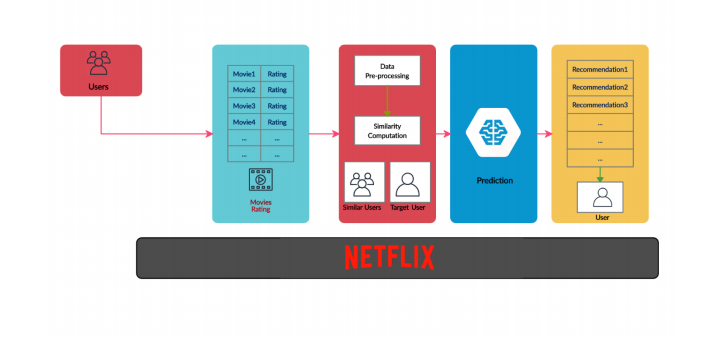 Users
Movie1 Rating
Movie2 Rating
Movie3 Rating
Movie4 Rating
... ...
... ...
Movies
Rating
Data
Pre-processing
Similarity
Computation
Similar Users
Target User
Prediction
Recommendation1
Recommendation2
Recommendation3
...
...
...
User
NETFLIX